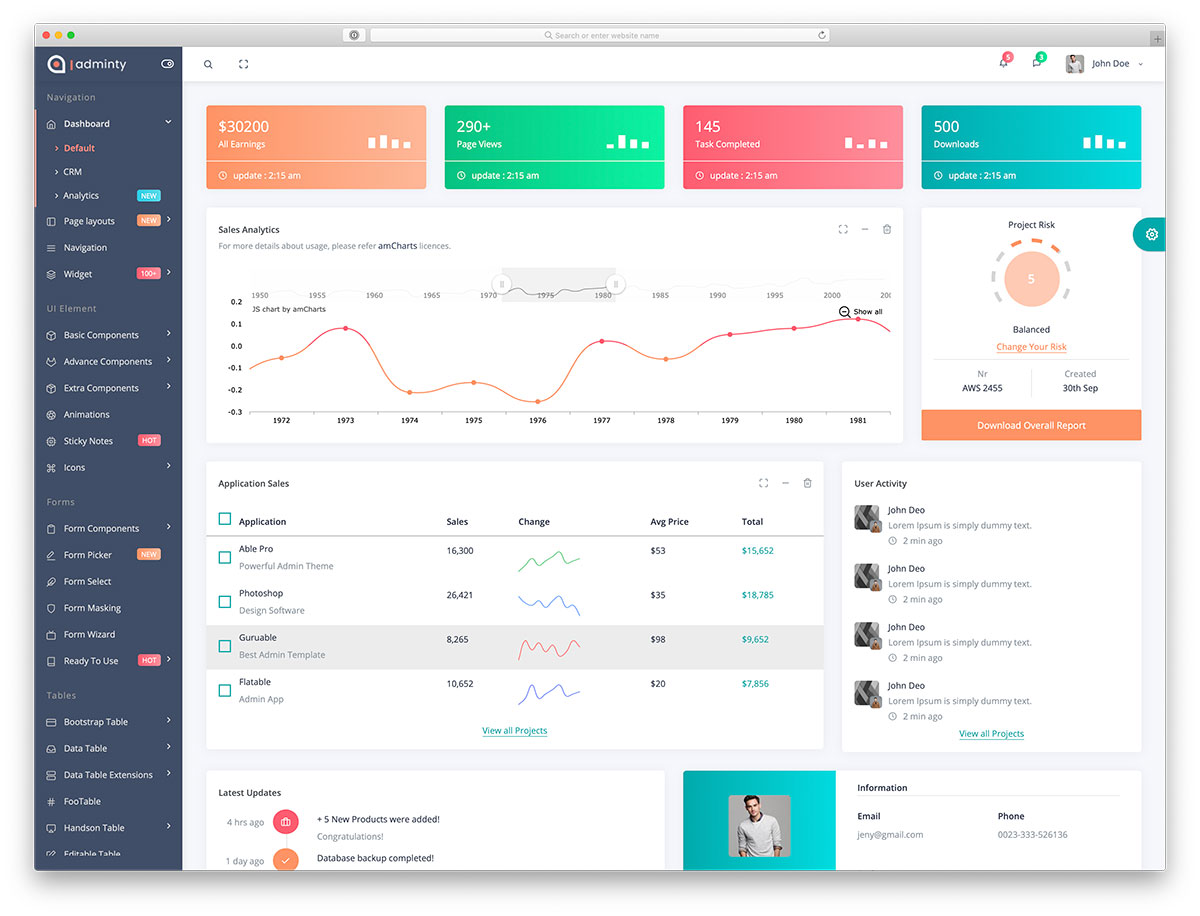 Search or enter website name
adminty
5
3
John Doe
Navigation
Dashboard
Default
CRM
Analytics NEW
Page layouts NEW
Navigation
Widget 100+
UI Element
Basic Components
Advance Components
Extra Components
Animations
Sticky Notes HOT
Icons
Forms
Form Components
Form Picker NEW
Form Select
Form Masking
Form Wizard
Ready To Use HOT
Tables
Bootstrap Table
Data Table
Data Table Extensions
FooTable
Handson Table
Editable Table
$30200
All Earnings
update : 2:15 am
290+
Page Views
update : 2:15 am
145
Task Completed
update : 2:15 am
500
Downloads
update : 2:15 am
Sales Analytics
For more details about usage, please refer amCharts licences.
1950 1955 1960 1965 1970 1975 1980 1985 1990 1995 2000 200
JS chart by amCharts
Show all
0.2
0.1
0.0
-0.1
-0.2
-0.3
1972 1973 1974 1975 1976 1977 1978 1979 1980 1981
Project Risk
5
Balanced
Change Your Risk
Nr Created
AWS 2455 30th Sep
Download Overall Report
Application Sales
Application Sales Change Avg Price Total
Able Pro 16,300 $53 $15,652
Powerful Admin Theme
Photoshop 26,421 $35 $18,785
Design Software
Guruable 8,265 $98 $9,652
Best Admin Template
Flatable 10,652 $20 $7,856
Admin App
View all Projects
User Activity
John Deo
Lorem Ipsum is simply dummy text.
2 min ago
John Deo
Lorem Ipsum is simply dummy text.
2 min ago
John Deo
Lorem Ipsum is simply dummy text.
2 min ago
John Deo
Lorem Ipsum is simply dummy text.
2 min ago
View all Projects
Latest Updates
4 hrs ago + 5 New Products were added!
Congratulations!
1 day ago Database backup completed!
Information
Email Phone
jeny@gmail.com 0023-333-526136